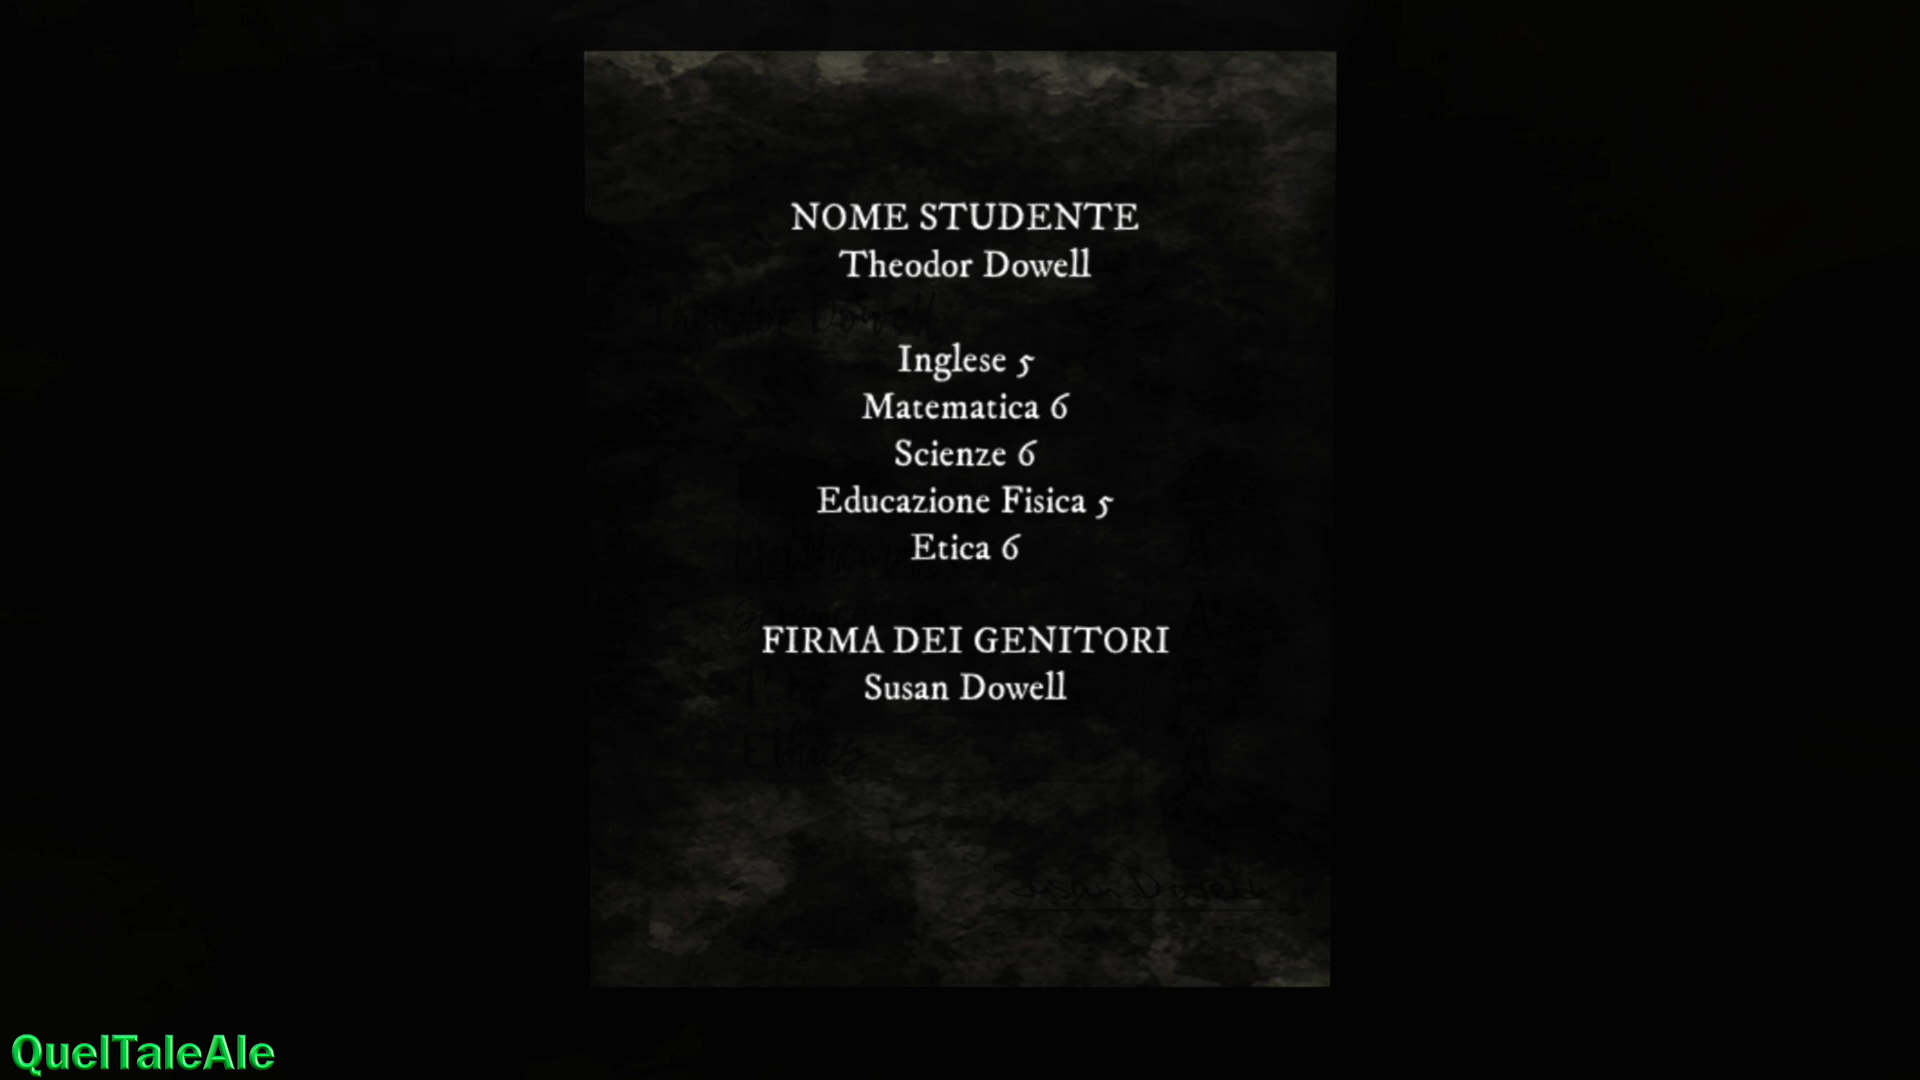 NOME STUDENTE
Theodor Dowell
Inglese 5
Matematica 6
Scienze 6
Educazione Fisica 5
Etica 6
FIRMA DEI GENITORI
Susan Dowell
Ethics
QuelTaleAle